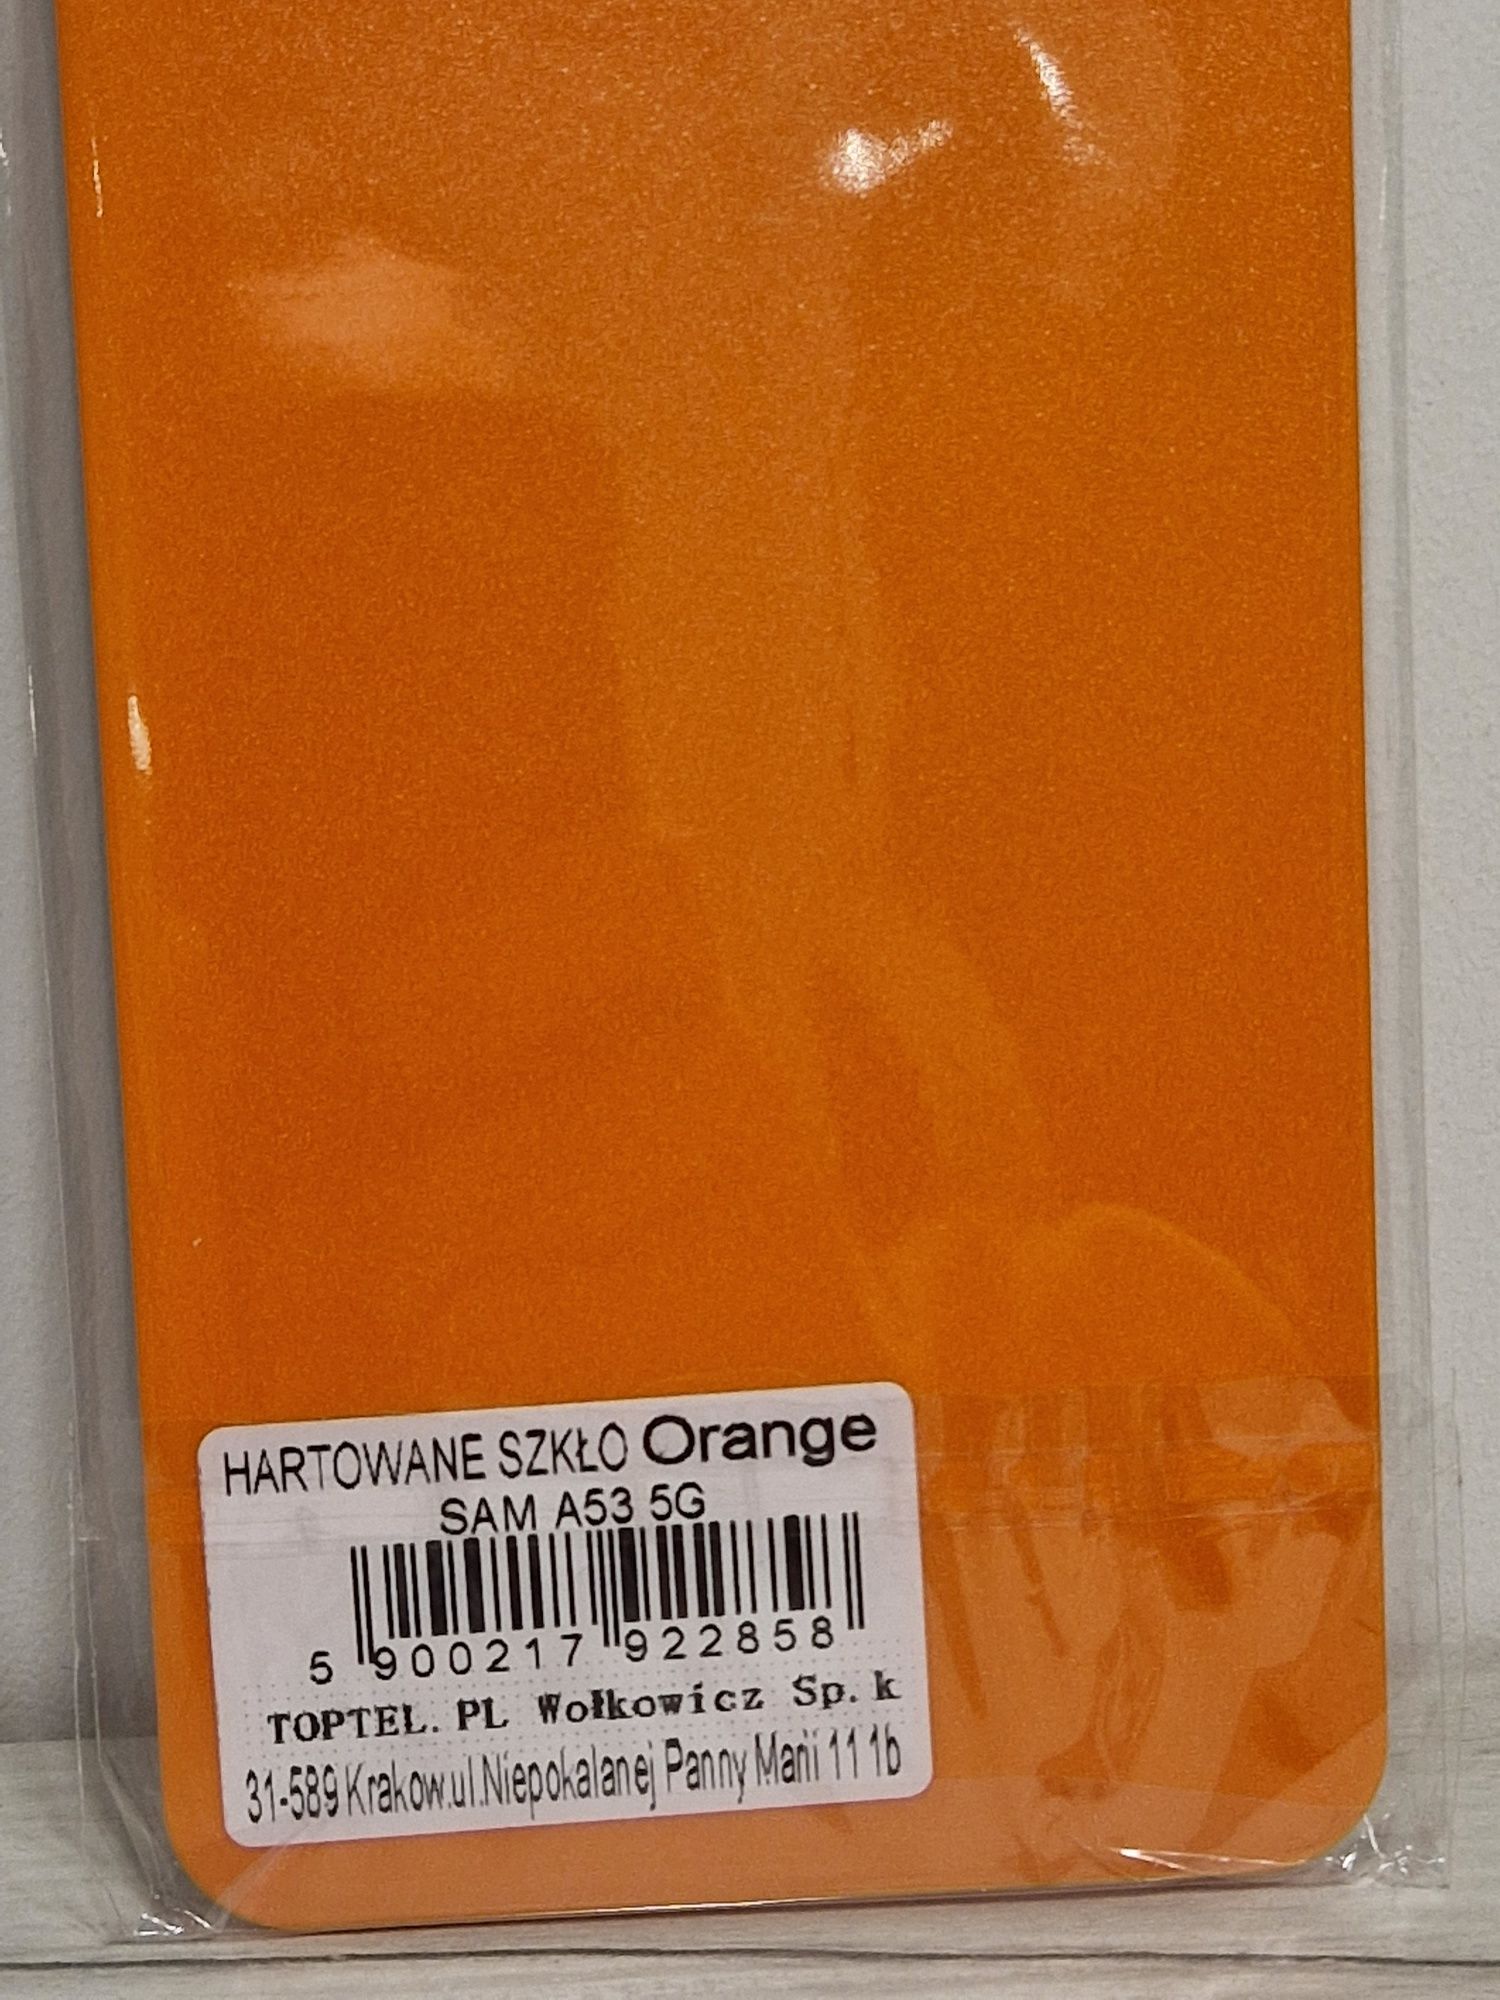 HARTOWANE SZKŁO Orange
SAM A53 5G
5 900217 922858
TOPTEL.PL Wołkowicz Sp.k
31-589 Krakow.ul.Niepokalanej Panny Marii 11 1b